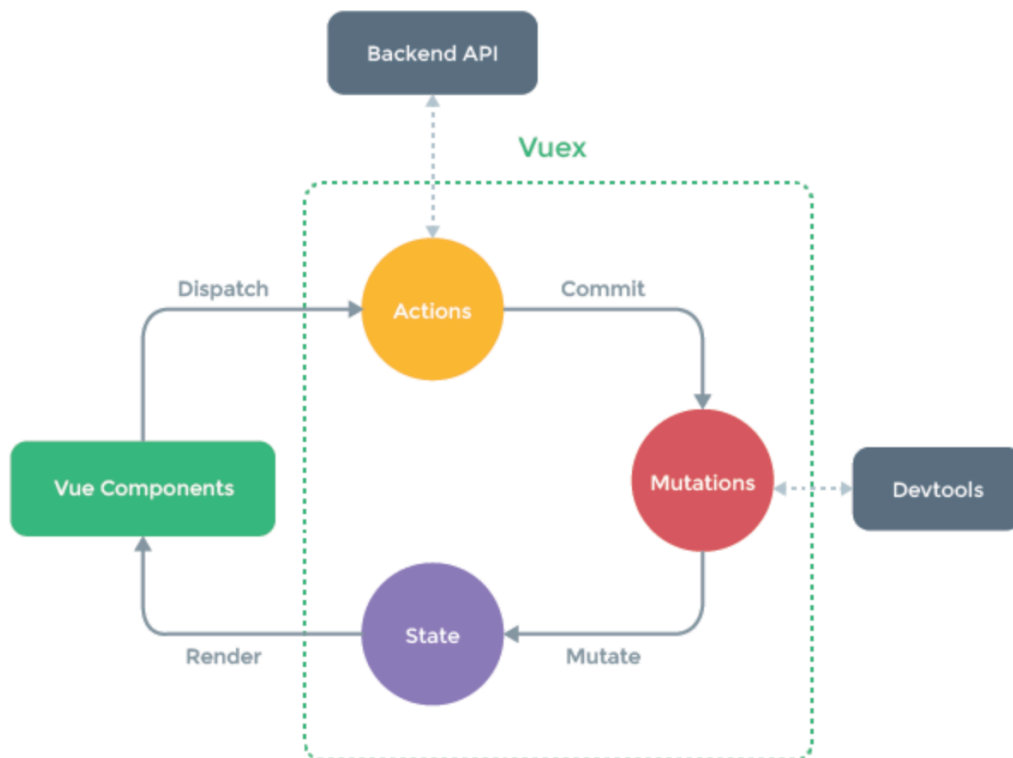 Backend API
Vuex
Dispatch
Commit
Actions
Vue Components
Mutations
Devtools
State
Render
Mutate